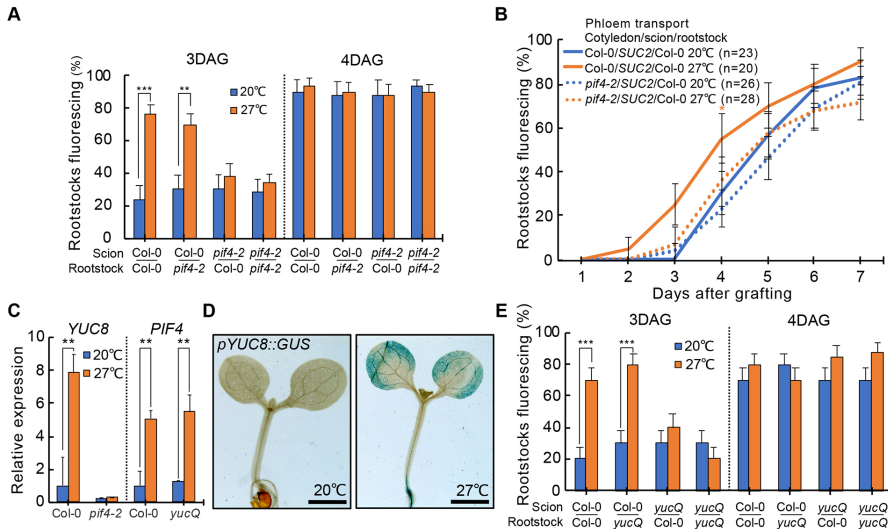 A
3DAG
4DAG
Rootstocks fluorescing (%)
100
80
60
40
20
0
***
**
20℃
27℃
Scion Col-0 Col-0 pif4-2 pif4-2 Col-0 Col-0 pif4-2 pif4-2
Rootstock Col-0 pif4-2 Col-0 pif4-2 Col-0 pif4-2 Col-0 pif4-2
B
Phloem transport
Cotyledon/scion/rootstock
Col-0/SUC2/Col-0 20℃ (n=23)
Col-0/SUC2/Col-0 27℃ (n=20)
pif4-2/SUC2/Col-0 20℃ (n=26)
pif4-2/SUC2/Col-0 27℃ (n=28)
Rootstocks fluorescing (%)
100
80
60
40
20
0
*
1 2 3 4 5 6 7
Days after grafting
C
YUC8 PIF4
Relative expression
10
8
6
4
2
0
** ** **
20℃
27℃
Col-0 pif4-2 Col-0 yucQ
D
pYUC8::GUS
20℃
27℃
E
3DAG
4DAG
Rootstocks fluorescing (%)
100
80
60
40
20
0
*** ***
20℃
27℃
Scion Col-0 Col-0 yucQ yucQ Col-0 Col-0 yucQ yucQ
Rootstock Col-0 yucQ Col-0 yucQ Col-0 yucQ Col-0 yucQ